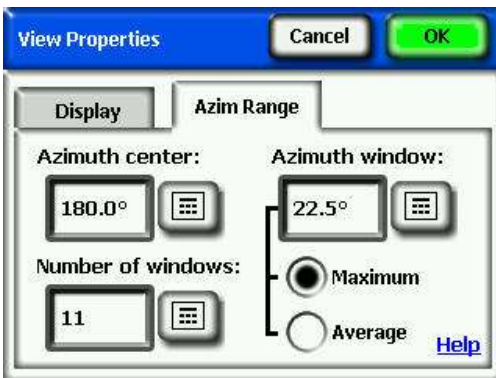 View Properties
Cancel
OK
Display
Azim Range
Azimuth center:
Azimuth window:
180.0°
22.5°
Number of windows:
Maximum
11
Average
Help